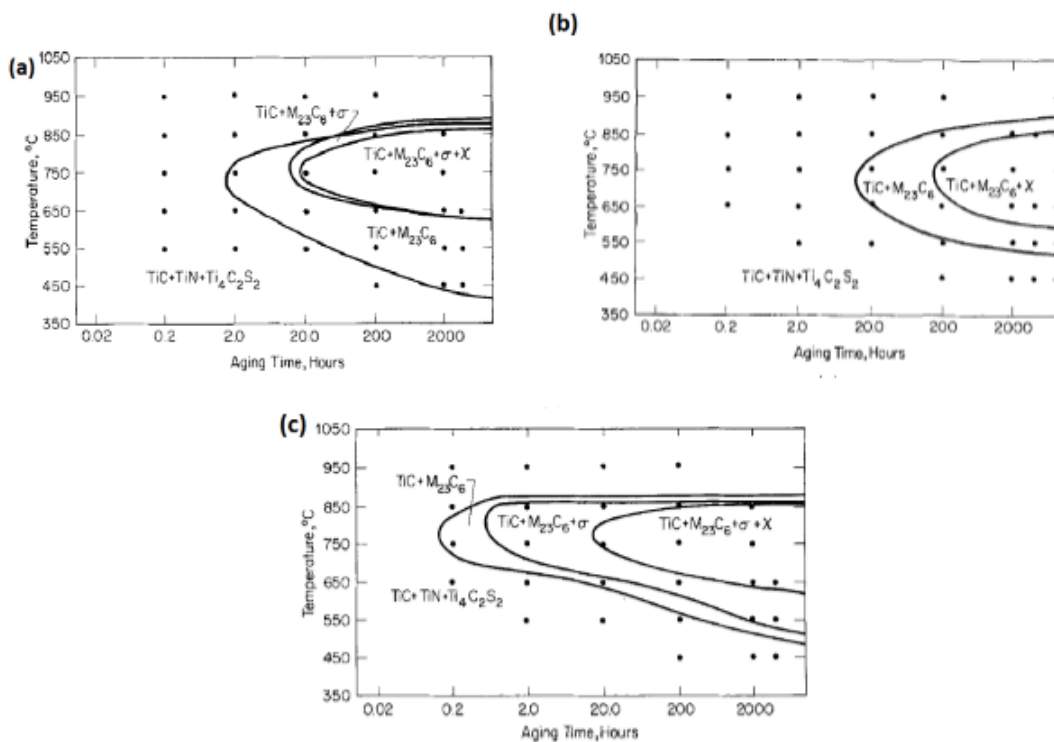 (a)
Temperature, °C
1050
950
850
750
650
550
450
350
TiC+M23C6+σ
TiC+M23C6+σ+χ
TiC+M23C6
TiC+TiN+Ti4C2S2
0.02 0.2 2.0 20.0 200 2000
Aging Time, Hours
(b)
Temperature, °C
1050
950
850
750
650
550
450
350
TiC+M23C6
TiC+M23C6+χ
TiC+TiN+Ti4C2S2
0.02 0.2 2.0 20.0 200 2000
Aging Time, Hours
(c)
Temperature, °C
1050
950
850
750
650
550
450
350
TiC+M23C6
TiC+M23C6+σ
TiC+M23C6+σ+χ
TiC+TiN+Ti4C2S2
0.02 0.2 2.0 20.0 200 2000
Aging Time, Hours